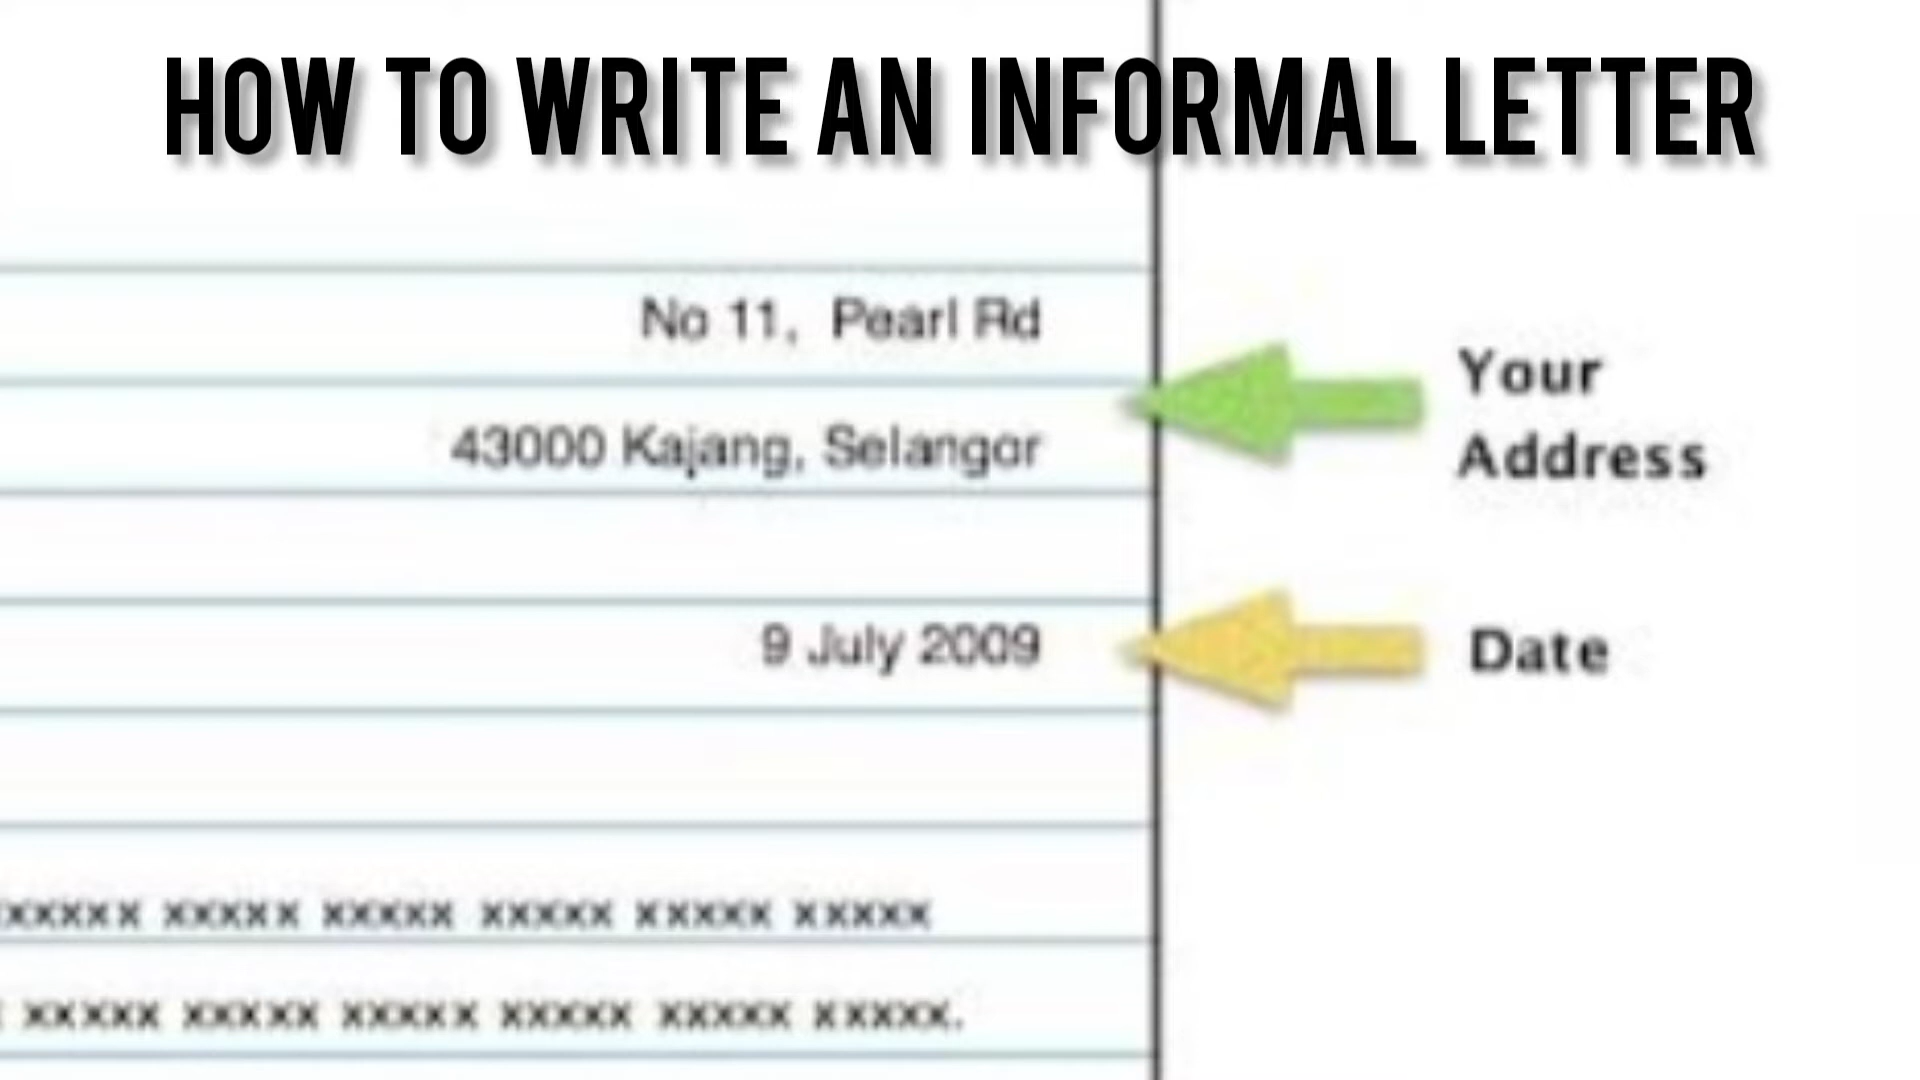 HOW TO WRITE AN INFORMAL LETTER
No 11, Pearl Rd
43000 Kajang, Selangor
Your
Address
9 July 2009
Date
xxxxx xxxxx xxxxx xxxxx xxxxx xxxxx
xxxxx xxxxx xxxxx xxxxx xxxxx xxxxx.